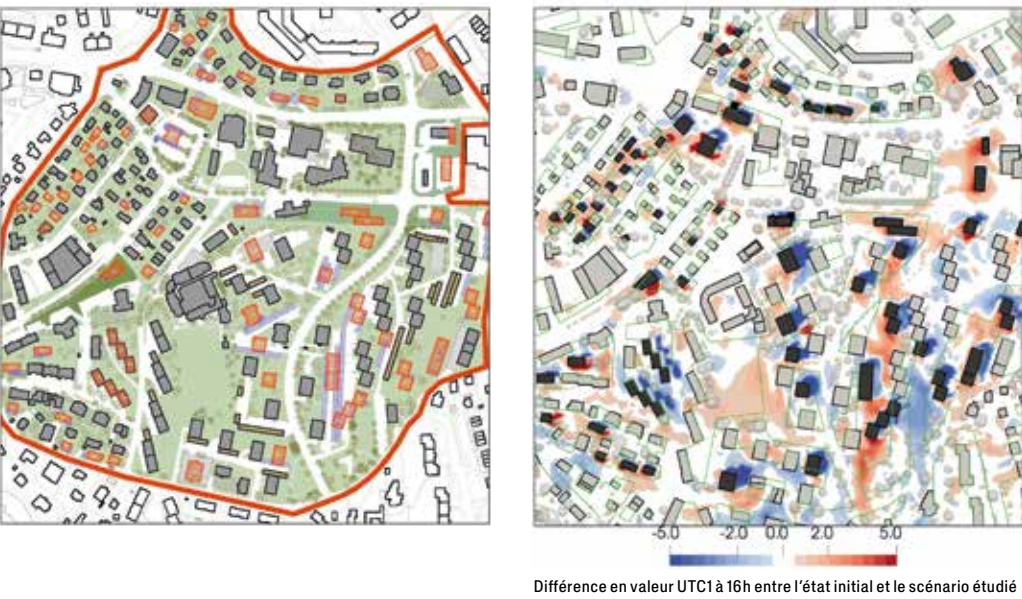 -5.0 -2.0 0.0 2.0 5.0
Différence en valeur UTC1 à 16h entre l'état initial et le scénario étudié